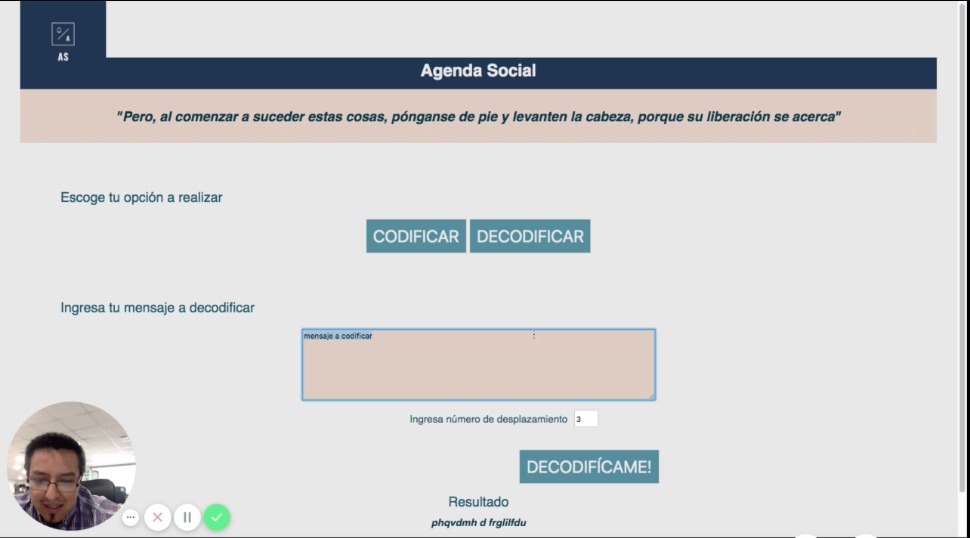 AS
Agenda Social
"Pero, al comenzar a suceder estas cosas, pónganse de pie y levanten la cabeza, porque su liberación se acerca"
Escoge tu opción a realizar
CODIFICAR DECODIFICAR
Ingresa tu mensaje a decodificar
mensaje a codificar
Ingresa número de desplazamiento 3
DECODIFÍCAME!
Resultado
phqvdmh d frglilfdu